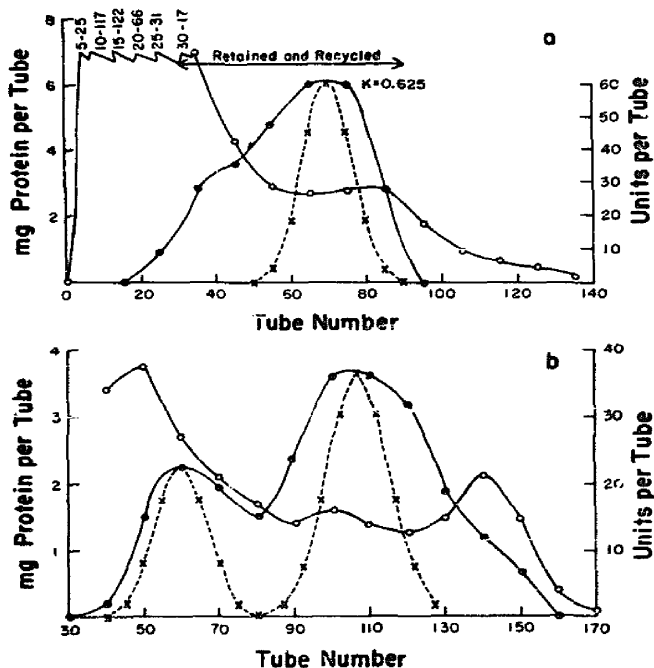 a
5-25
10-117
15-122
20-66
25-31
30-17
Retained and Recycled
K=0.625
8
6
4
2
0
mg Protein per Tube
60
50
40
30
20
10
Units per Tube
0 20 40 60 80 100 120 140
Tube Number
b
4
3
2
1
mg Protein per Tube
40
30
20
10
0
Units per Tube
30 50 70 90 110 130 150 170
Tube Number